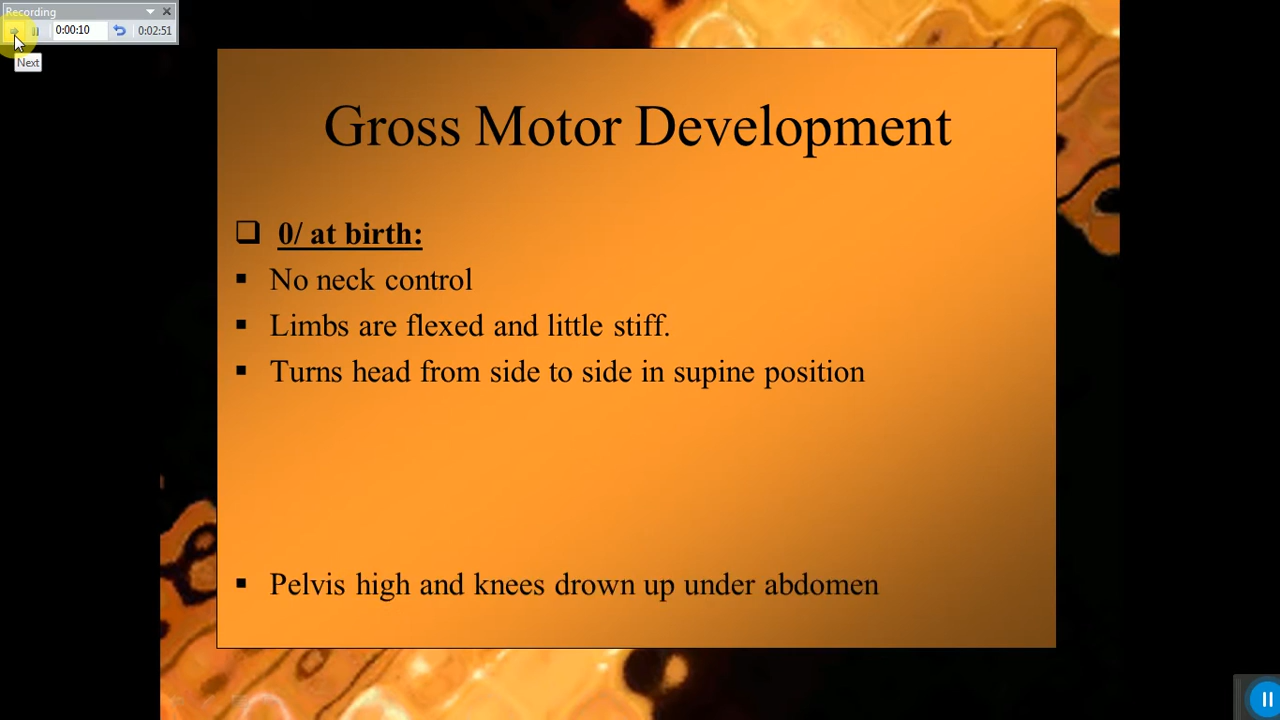 Recording
0:00:10 0:02:51
Next
Gross Motor Development
0/ at birth:
No neck control
Limbs are flexed and little stiff.
Turns head from side to side in supine position
Pelvis high and knees drown up under abdomen